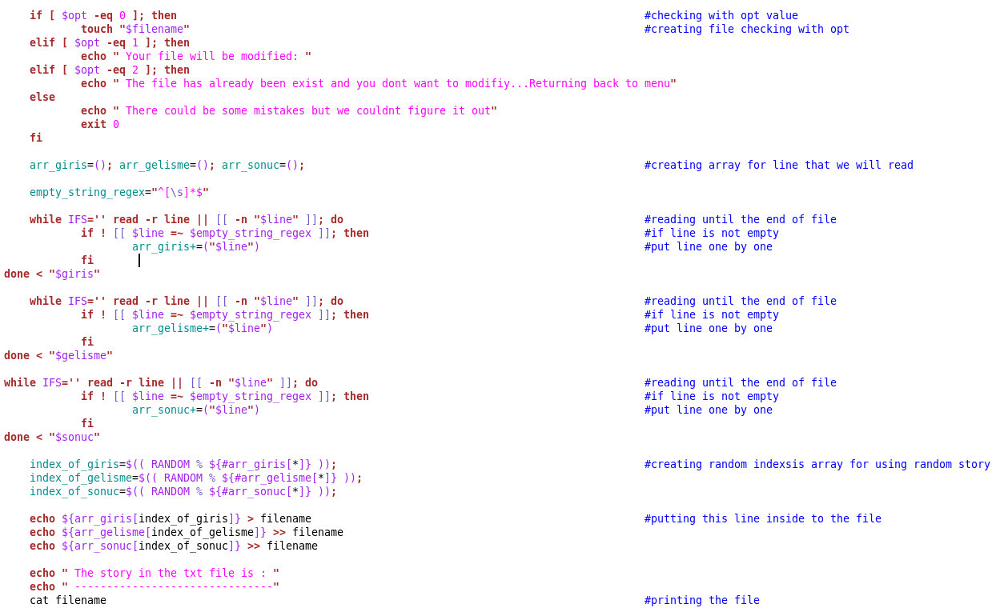 if [ $opt -eq 0 ]; then #checking with opt value
touch "$filename" #creating file checking with opt
elif [ $opt -eq 1 ]; then
echo " Your file will be modified: "
elif [ $opt -eq 2 ]; then
echo " The file has already been exist and you dont want to modifiy...Returning back to menu"
else
echo " There could be some mistakes but we couldnt figure it out"
exit 0
fi
arr_giris=(); arr_gelisme=(); arr_sonuc=(); #creating array for line that we will read
empty_string_regex="^[\s]*$"
while IFS='' read -r line || [[ -n "$line" ]]; do #reading until the end of file
if ! [[ $line =~ $empty_string_regex ]]; then #if line is not empty
arr_giris+=("$line") #put line one by one
fi
done < "$giris"
while IFS='' read -r line || [[ -n "$line" ]]; do #reading until the end of file
if ! [[ $line =~ $empty_string_regex ]]; then #if line is not empty
arr_gelisme+=("$line") #put line one by one
fi
done < "$gelisme"
while IFS='' read -r line || [[ -n "$line" ]]; do #reading until the end of file
if ! [[ $line =~ $empty_string_regex ]]; then #if line is not empty
arr_sonuc+=("$line") #put line one by one
fi
done < "$sonuc"
index_of_giris=$(( RANDOM % ${#arr_giris[*]} )); #creating random indexsis array for using random story
index_of_gelisme=$(( RANDOM % ${#arr_gelisme[*]} ));
index_of_sonuc=$(( RANDOM % ${#arr_sonuc[*]} ));
echo ${arr_giris[index_of_giris]} > filename #putting this line inside to the file
echo ${arr_gelisme[index_of_gelisme]} >> filename
echo ${arr_sonuc[index_of_sonuc]} >> filename
echo " The story in the txt file is : "
echo " -------------------------------"
cat filename #printing the file